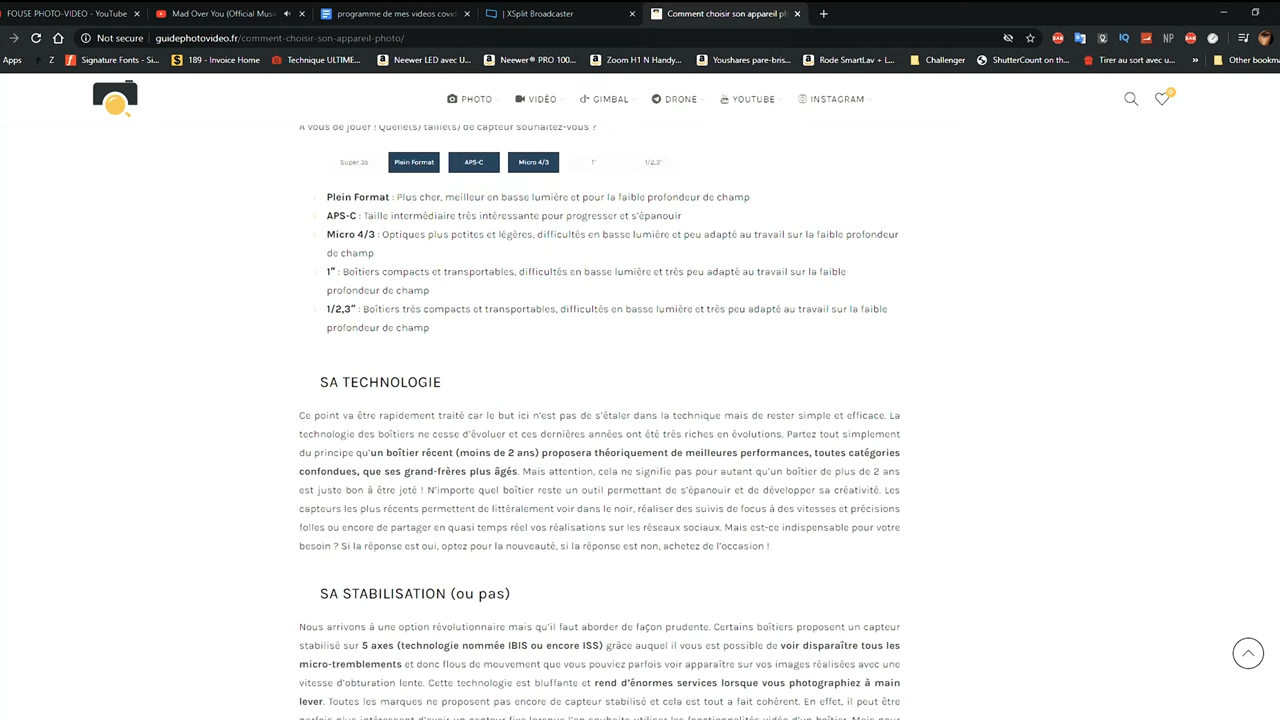 FOUSE PHOTO-VIDEO - YouTube
Mad Over You (Official Musi
programme de mes videos covid
XSplit Broadcaster
Comment choisir son appareil ph
Not secure
guidephotovideo.fr/comment-choisir-son-appareil-photo/
Apps
Z
Signature Fonts - Si...
189 - Invoice Home
Technique ULTIME...
Neewer LED avec U...
Neewer® PRO 100...
Zoom H1 N Handy...
Youshares pare-bris...
Rode SmartLav + L...
Challenger
ShutterCount on th...
Tirer au sort avec u...
Other bookma
PHOTO
VIDÉO
GIMBAL
DRONE
YOUTUBE
INSTAGRAM
0
A vous de jouer ! Quelle(s) taille(s) de capteur souhaitez-vous ?
Super 35
Plein Format
APS-C
Micro 4/3
1"
1/2,3"
Plein Format : Plus cher, meilleur en basse lumière et pour la faible profondeur de champ
APS-C : Taille intermédiaire très intéressante pour progresser et s'épanouir
Micro 4/3 : Optiques plus petites et légères, difficultés en basse lumière et peu adapté au travail sur la faible profondeur
de champ
1" : Boîtiers compacts et transportables, difficultés en basse lumière et très peu adapté au travail sur la faible
profondeur de champ
1/2,3" : Boîtiers très compacts et transportables, difficultés en basse lumière et très peu adapté au travail sur la faible
profondeur de champ
SA TECHNOLOGIE
Ce point va être rapidement traité car le but ici n'est pas de s'étaler dans la technique mais de rester simple et efficace. La
technologie des boîtiers ne cesse d'évoluer et ces dernières années ont été très riches en évolutions. Partez tout simplement
du principe qu'un boîtier récent (moins de 2 ans) proposera théoriquement de meilleures performances, toutes catégories
confondues, que ses grand-frères plus âgés. Mais attention, cela ne signifie pas pour autant qu'un boîtier de plus de 2 ans
est juste bon à être jeté ! N'importe quel boîtier reste un outil permettant de s'épanouir et de développer sa créativité. Les
capteurs les plus récents permettent de littéralement voir dans le noir, réaliser des suivis de focus à des vitesses et précisions
folles ou encore de partager en quasi temps réel vos réalisations sur les réseaux sociaux. Mais est-ce indispensable pour votre
besoin ? Si la réponse est oui, optez pour la nouveauté, si la réponse est non, achetez de l'occasion !
SA STABILISATION (ou pas)
Nous arrivons à une option révolutionnaire mais qu'il faut aborder de façon prudente. Certains boîtiers proposent un capteur
stabilisé sur 5 axes (technologie nommée IBIS ou encore ISS) grâce auquel il vous est possible de voir disparaître tous les
micro-tremblements et donc flous de mouvement que vous pouviez parfois voir apparaître sur vos images réalisées avec une
vitesse d'obturation lente. Cette technologie est bluffante et rend d'énormes services lorsque vous photographiez à main
lever. Toutes les marques ne proposent pas encore de capteur stabilisé et cela est tout a fait cohérent. En effet, il peut être
parfois plus intéressant d'avoir un capteur fixe lorsque l'on souhaite utiliser les fonctionnalités vidéo d'un boîtier. Mais pour